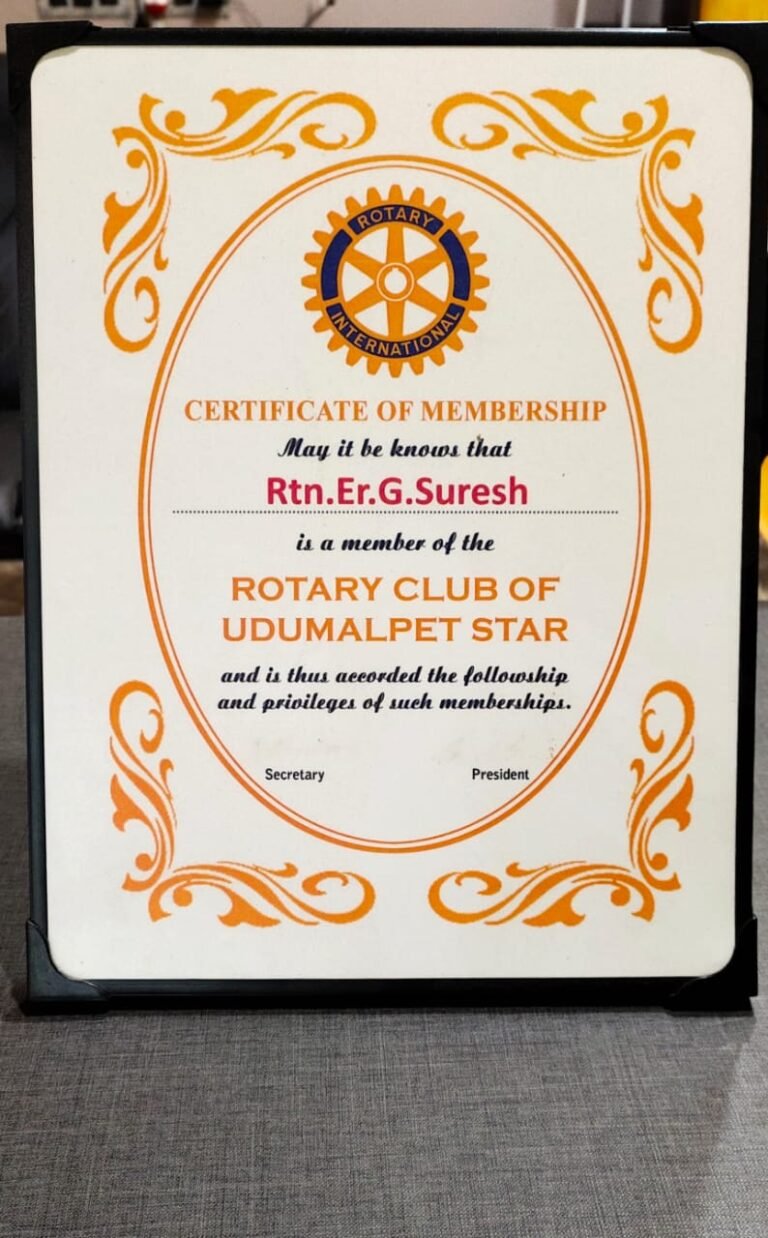 ROTARY
INTERNATIONAL
CERTIFICATE OF MEMBERSHIP
May it be knows that
Rtn.Er.G.Suresh
is a member of the
ROTARY CLUB OF
UDUMALPET STAR
and is thus accorded the followship
and privileges of such memberships.
Secretary President